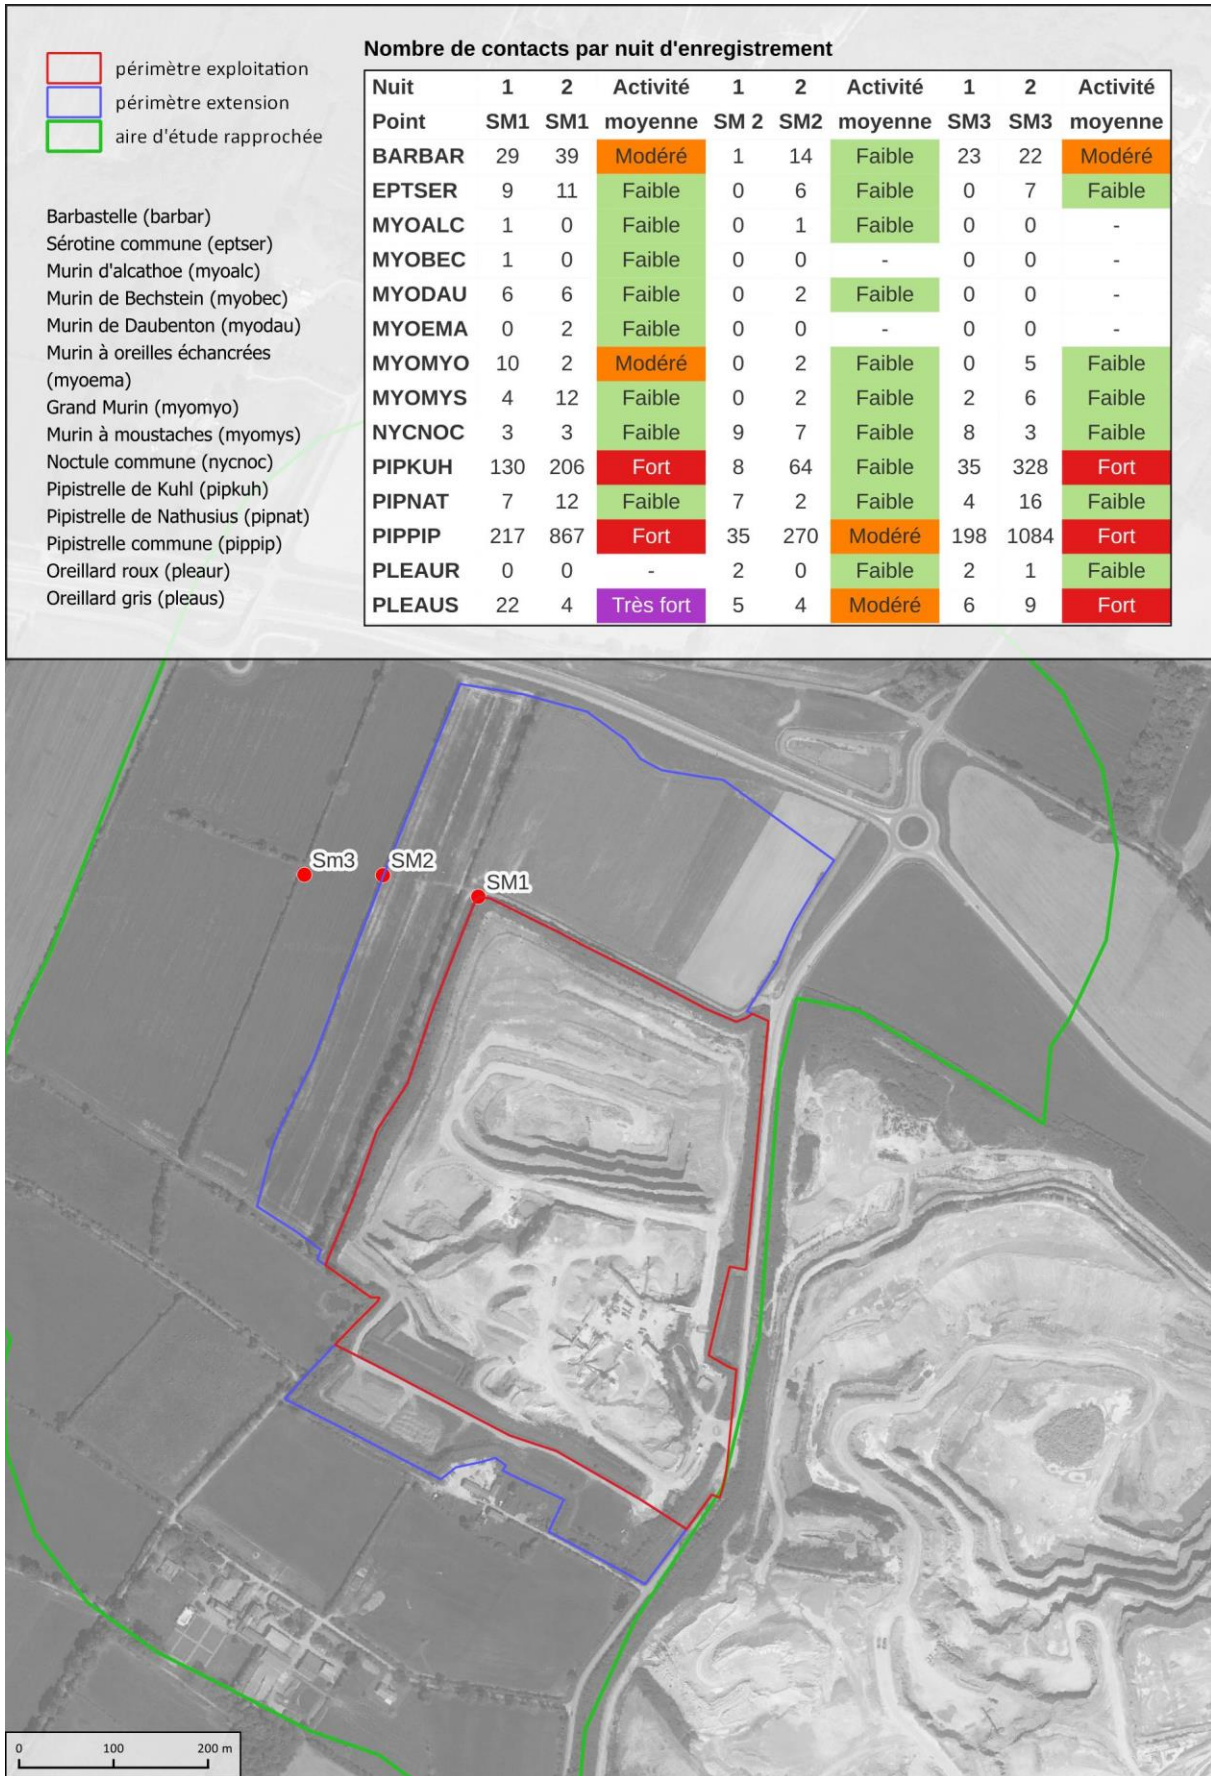 périmètre exploitation
périmètre extension
aire d'étude rapprochée
Barbastelle (barbar)
Sérotine commune (eptser)
Murin d'alcathoe (myoalc)
Murin de Bechstein (myobec)
Murin de Daubenton (myodau)
Murin à oreilles échancrées
(myoema)
Grand Murin (myomyo)
Murin à moustaches (myomys)
Noctule commune (nycnoc)
Pipistrelle de Kuhl (pipkuh)
Pipistrelle de Nathusius (pipnat)
Pipistrelle commune (pippip)
Oreillard roux (pleaur)
Oreillard gris (pleaus)
Nombre de contacts par nuit d'enregistrement
Nuit 1 2 Activité 1 2 Activité 1 2 Activité
Point SM1 SM1 moyenne SM 2 SM2 moyenne SM3 SM3 moyenne
BARBAR 29 39 Modéré 1 14 Faible 23 22 Modéré
EPTSER 9 11 Faible 0 6 Faible 0 7 Faible
MYOALC 1 0 Faible 0 1 Faible 0 0 -
MYOBEC 1 0 Faible 0 0 - 0 0 -
MYODAU 6 6 Faible 0 2 Faible 0 0 -
MYOEMA 0 2 Faible 0 0 - 0 0 -
MYOMYO 10 2 Modéré 0 2 Faible 0 5 Faible
MYOMYS 4 12 Faible 0 2 Faible 2 6 Faible
NYCNOC 3 3 Faible 9 7 Faible 8 3 Faible
PIPKUH 130 206 Fort 8 64 Faible 35 328 Fort
PIPNAT 7 12 Faible 7 2 Faible 4 16 Faible
PIPPIP 217 867 Fort 35 270 Modéré 198 1084 Fort
PLEAUR 0 0 - 2 0 Faible 2 1 Faible
PLEAUS 22 4 Très fort 5 4 Modéré 6 9 Fort
Sm3 SM2
SM1
0 100 200 m